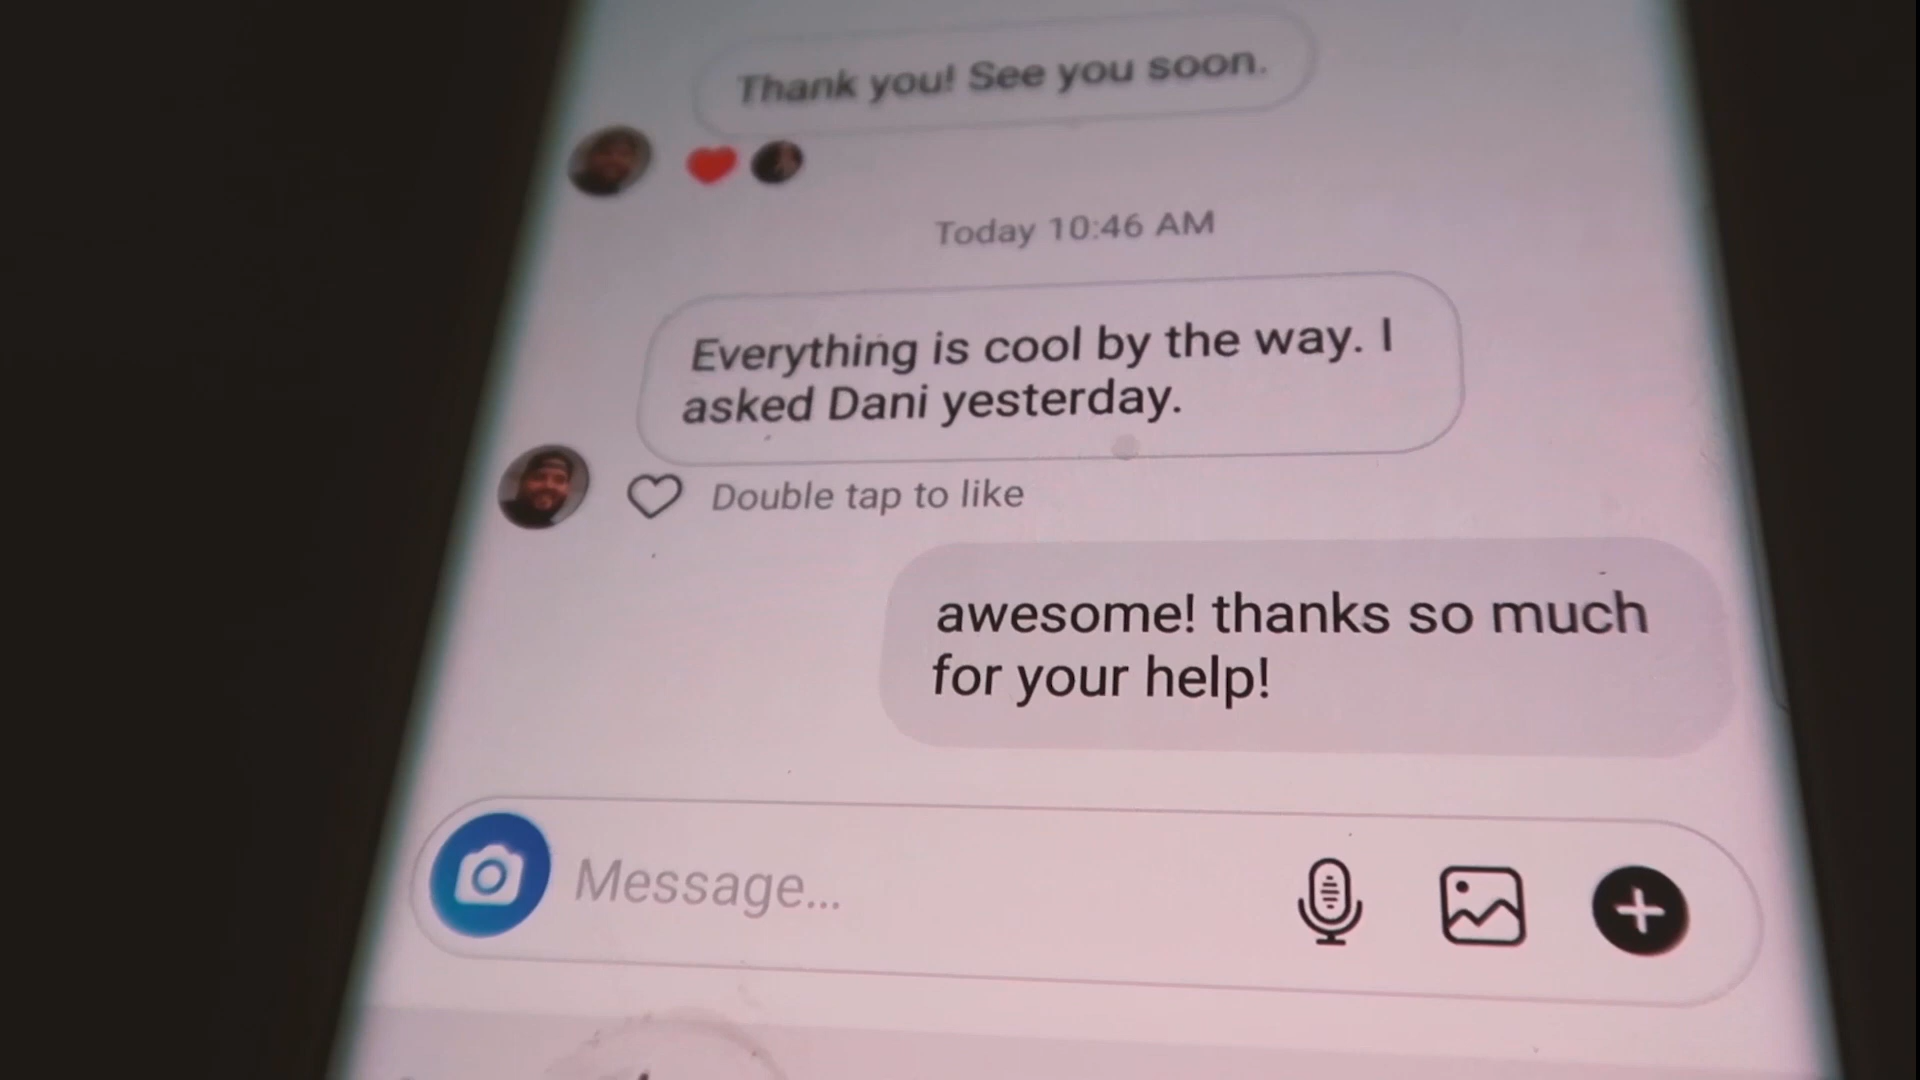 Thank you! See you soon.
Today 10:46 AM
Everything is cool by the way. I
asked Dani yesterday.
Double tap to like
awesome! thanks so much
for your help!
Message...